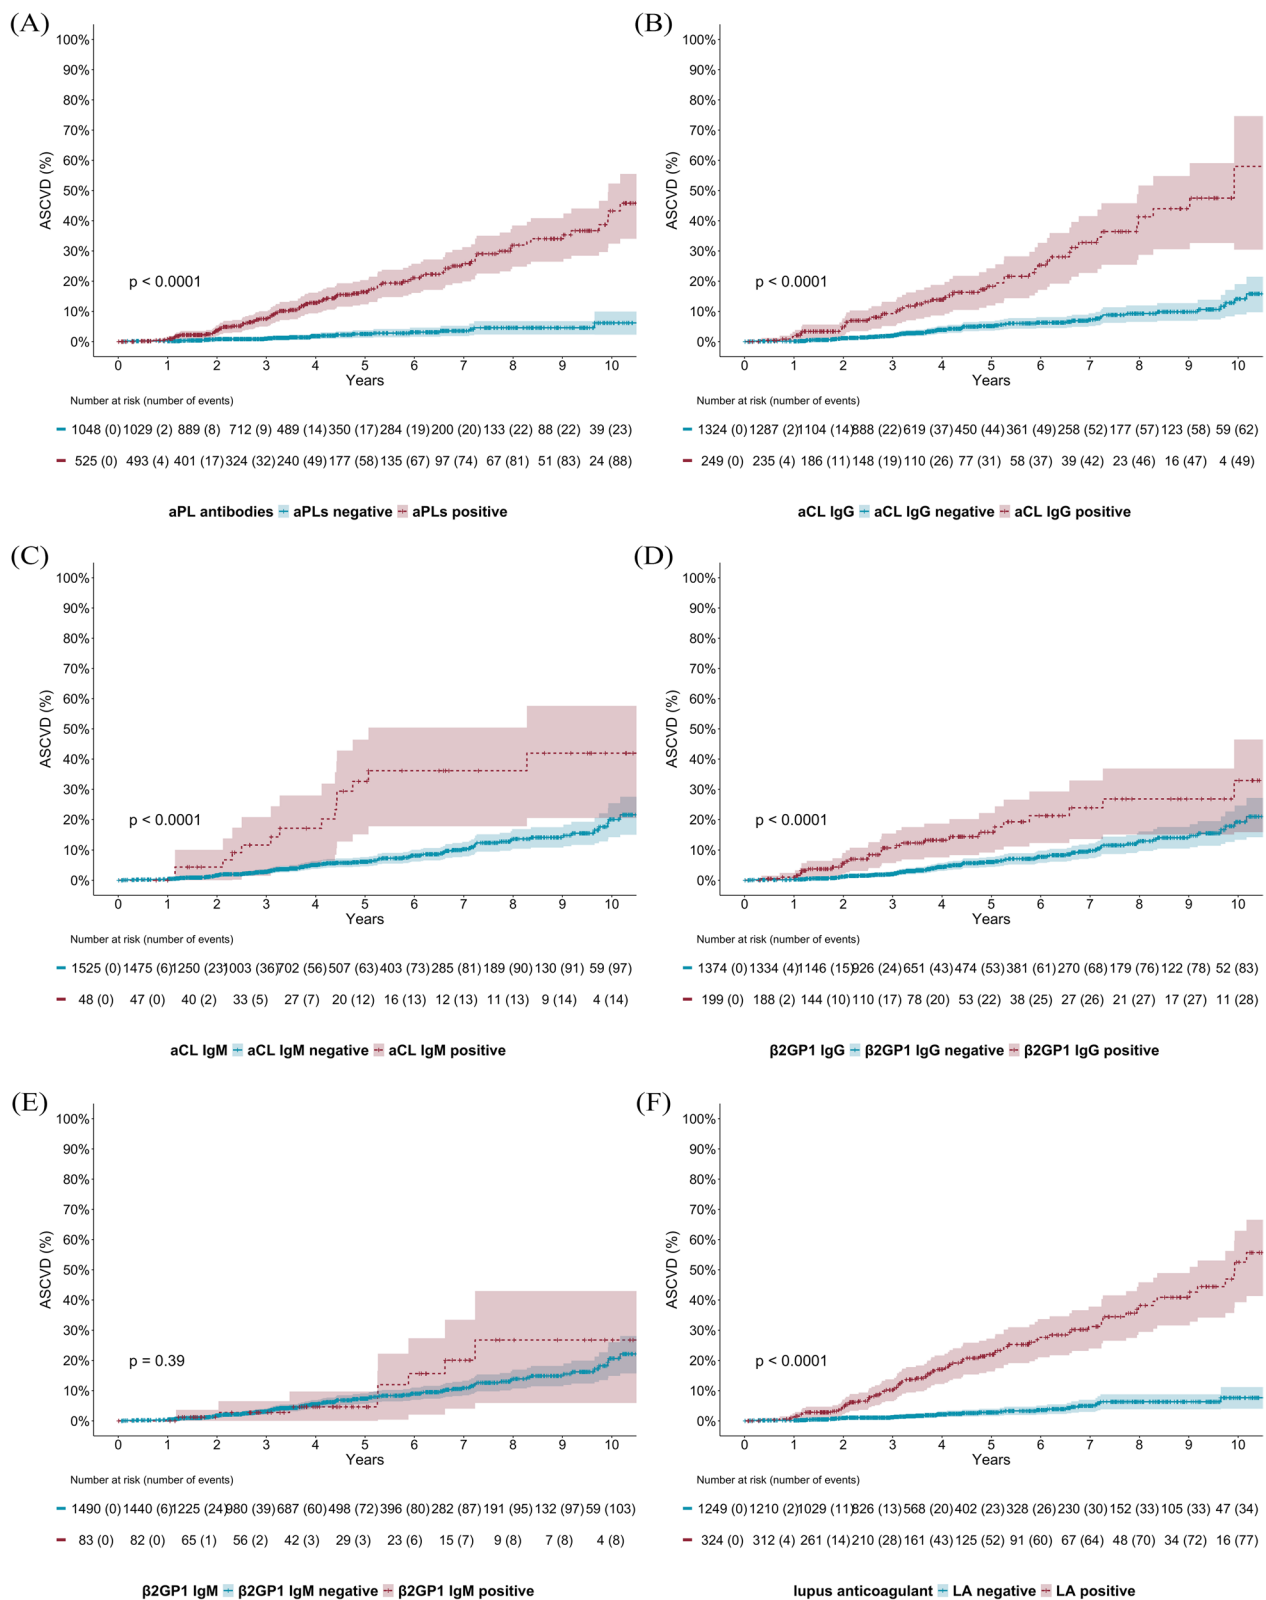 (A)
100%
90%
80%
70%
60%
50%
40%
30%
20%
10%
0%
ASCVD (%)
p < 0.0001
0 1 2 3 4 5 6 7 8 9 10
Years
Number at risk (number of events)
1048 (0) 1029 (2) 889 (8) 712 (9) 489 (14) 350 (17) 284 (19) 200 (20) 133 (22) 88 (22) 39 (23)
525 (0) 493 (4) 401 (17) 324 (32) 240 (49) 177 (58) 135 (67) 97 (74) 67 (81) 51 (83) 24 (88)
aPL antibodies aPLs negative aPLs positive
(B)
100%
90%
80%
70%
60%
50%
40%
30%
20%
10%
0%
ASCVD (%)
p < 0.0001
0 1 2 3 4 5 6 7 8 9 10
Years
Number at risk (number of events)
1324 (0) 1287 (2) 1104 (14) 888 (22) 619 (37) 450 (44) 361 (49) 258 (52) 177 (57) 123 (58) 59 (62)
249 (0) 235 (4) 186 (11) 148 (19) 110 (26) 77 (31) 58 (37) 39 (42) 23 (46) 16 (47) 4 (49)
aCL IgG aCL IgG negative aCL IgG positive
(C)
100%
90%
80%
70%
60%
50%
40%
30%
20%
10%
0%
ASCVD (%)
p < 0.0001
0 1 2 3 4 5 6 7 8 9 10
Years
Number at risk (number of events)
1525 (0) 1475 (6) 1250 (23) 1003 (36) 702 (56) 507 (63) 403 (73) 285 (81) 189 (90) 130 (91) 59 (97)
48 (0) 47 (0) 40 (2) 33 (5) 27 (7) 20 (12) 16 (13) 12 (13) 11 (13) 9 (14) 4 (14)
aCL IgM aCL IgM negative aCL IgM positive
(D)
100%
90%
80%
70%
60%
50%
40%
30%
20%
10%
0%
ASCVD (%)
p < 0.0001
0 1 2 3 4 5 6 7 8 9 10
Years
Number at risk (number of events)
1374 (0) 1334 (4) 1146 (15) 926 (24) 651 (43) 474 (53) 381 (61) 270 (68) 179 (76) 122 (78) 52 (83)
199 (0) 188 (2) 144 (10) 110 (17) 78 (20) 53 (22) 38 (25) 27 (26) 21 (27) 17 (27) 11 (28)
β2GP1 IgG β2GP1 IgG negative β2GP1 IgG positive
(E)
100%
90%
80%
70%
60%
50%
40%
30%
20%
10%
0%
ASCVD (%)
p = 0.39
0 1 2 3 4 5 6 7 8 9 10
Years
Number at risk (number of events)
1490 (0) 1440 (6) 1225 (24) 980 (39) 687 (60) 498 (72) 396 (80) 282 (87) 191 (95) 132 (97) 59 (103)
83 (0) 82 (0) 65 (1) 56 (2) 42 (3) 29 (3) 23 (6) 15 (7) 9 (8) 7 (8) 4 (8)
β2GP1 IgM β2GP1 IgM negative β2GP1 IgM positive
(F)
100%
90%
80%
70%
60%
50%
40%
30%
20%
10%
0%
ASCVD (%)
p < 0.0001
0 1 2 3 4 5 6 7 8 9 10
Years
Number at risk (number of events)
1249 (0) 1210 (2) 1029 (11) 826 (13) 568 (20) 402 (23) 328 (26) 230 (30) 152 (33) 105 (33) 47 (34)
324 (0) 312 (4) 261 (14) 210 (28) 161 (43) 125 (52) 91 (60) 67 (64) 48 (70) 34 (72) 16 (77)
lupus anticoagulant LA negative LA positive